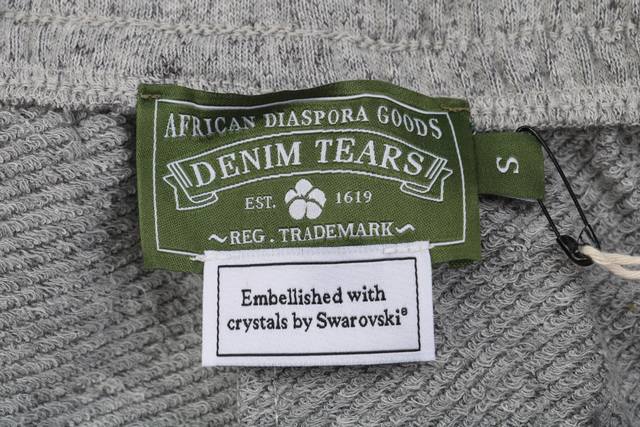 AFRICAN DIASPORA GOODS
DENIM TEARS
EST. 1619
~REG. TRADEMARK~
S
Embellished with
crystals by Swarovski®